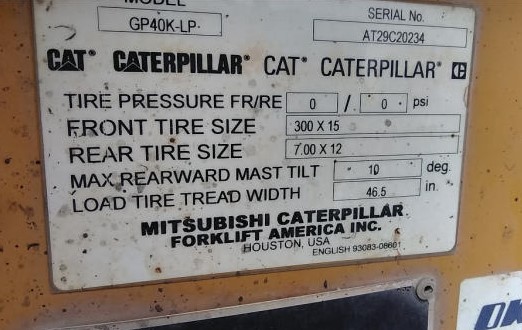 MODEL
SERIAL No.
GP40K-LP
AT29C20234
CAT® CATERPILLAR® CAT® CATERPILLAR®
TIRE PRESSURE FR/RE 0 / 0 psi
FRONT TIRE SIZE 300 X 15
REAR TIRE SIZE 7.00 X 12
MAX REARWARD MAST TILT 10 deg.
LOAD TIRE TREAD WIDTH 46.5 in.
MITSUBISHI CATERPILLAR
FORKLIFT AMERICA INC.
HOUSTON, USA
ENGLISH 93083-08601